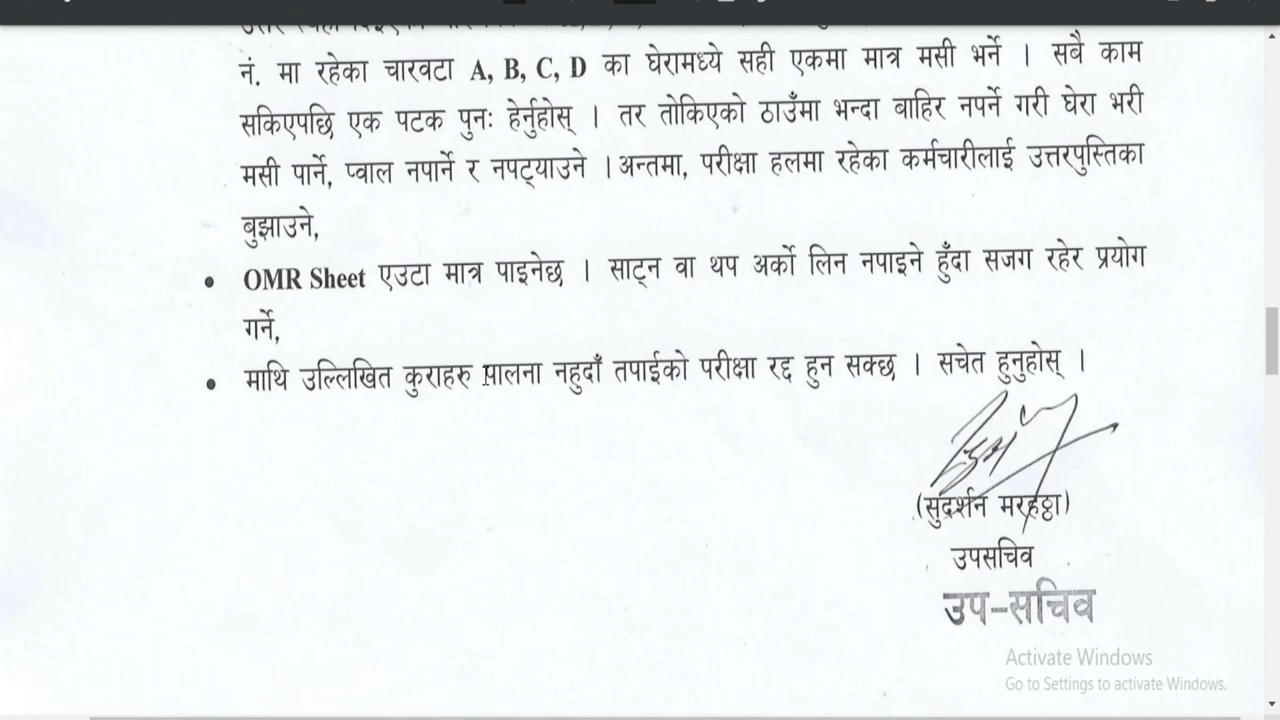 नं. मा रहेका चारवटा A, B, C, D का घेरामध्ये सही एकमा मात्र मसी भर्ने । सबै काम
सकिएपछि एक पटक पुनः हेर्नुहोस् । तर तोकिएको ठाउँमा भन्दा बाहिर नपर्ने गरी घेरा भरी
मसी पार्ने, प्वाल नपार्ने र नपट्याउने । अन्तमा, परीक्षा हलमा रहेका कर्मचारीलाई उत्तरपुस्तिका
बुझाउने,
• OMR Sheet एउटा मात्र पाइनेछ । साट्न वा थप अर्को लिन नपाइने हुँदा सजग रहेर प्रयोग
गर्ने,
• माथि उल्लिखित कुराहरु पालना नहुदाँ तपाईको परीक्षा रद्द हुन सक्छ । सचेत हुनुहोस् ।
(सुदर्शन मरहठ्ठा)
उपसचिव
उप-सचिव
Activate Windows
Go to Settings to activate Windows.